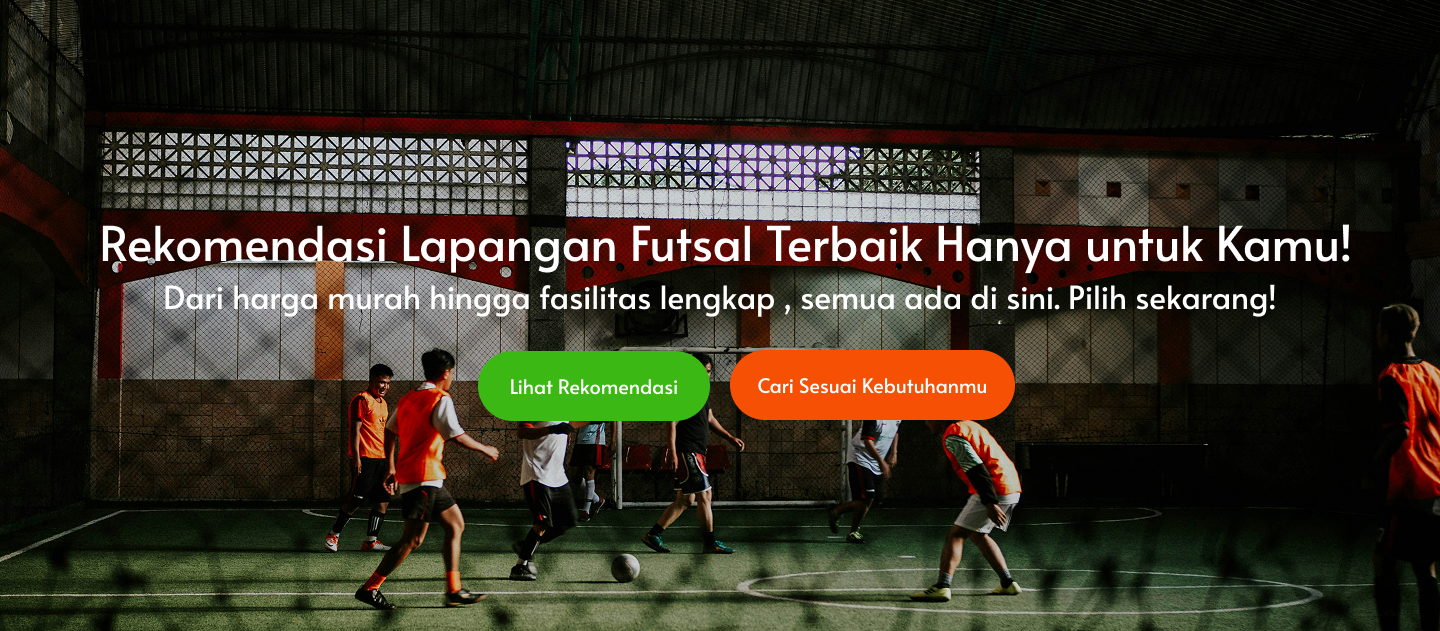 Rekomendasi Lapangan Futsal Terbaik Hanya untuk Kamu!
Dari harga murah hingga fasilitas lengkap , semua ada di sini. Pilih sekarang!
Lihat Rekomendasi
Cari Sesuai Kebutuhanmu